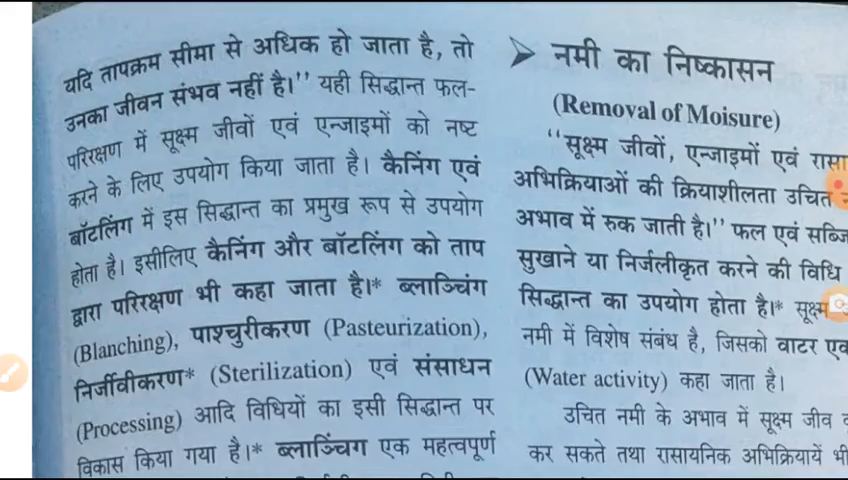 यदि तापक्रम सीमा से अधिक हो जाता है, तो
उनका जीवन संभव नहीं है।'' यही सिद्धान्त फल-
परिरक्षण में सूक्ष्म जीवों एवं एन्जाइमों को नष्ट
करने के लिए उपयोग किया जाता है। कैनिंग एवं
बॉटलिंग में इस सिद्धान्त का प्रमुख रूप से उपयोग
होता है। इसीलिए कैनिंग और बॉटलिंग को ताप
द्वारा परिरक्षण भी कहा जाता है।* ब्लाञ्चिंग
(Blanching), पाश्चुरीकरण (Pasteurization),
निर्जीवीकरण* (Sterilization) एवं संसाधन
(Processing) आदि विधियों का इसी सिद्धान्त पर
विकास किया गया है।* ब्लाञ्चिंग एक महत्वपूर्ण
➤ नमी का निष्कासन
(Removal of Moisure)
''सूक्ष्म जीवों, एन्जाइमों एवं
अभिक्रियाओं की क्रियाशीलता उचित
अभाव में रुक जाती है।'' फल एवं
सुखाने या निर्जलीकृत करने की विधि
सिद्धान्त का उपयोग होता है।* सूक्ष्म
नमी में विशेष संबंध है, जिसको वाटर
(Water activity) कहा जाता है।
उचित नमी के अभाव में सूक्ष्म जीव
कर सकते तथा रासायनिक अभिक्रियायें भी